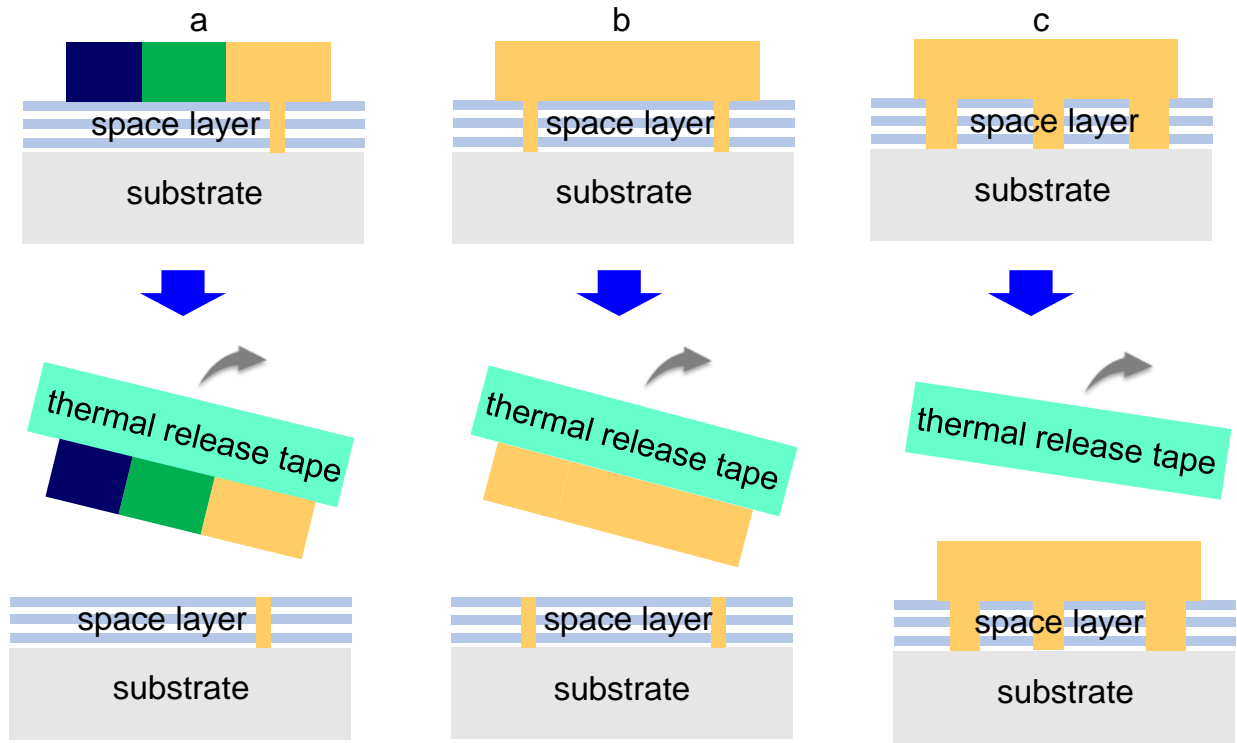 a
b
c
space layer
space layer
space layer
substrate
substrate
substrate
thermal release tape
thermal release tape
thermal release tape
space layer
space layer
space layer
substrate
substrate
substrate